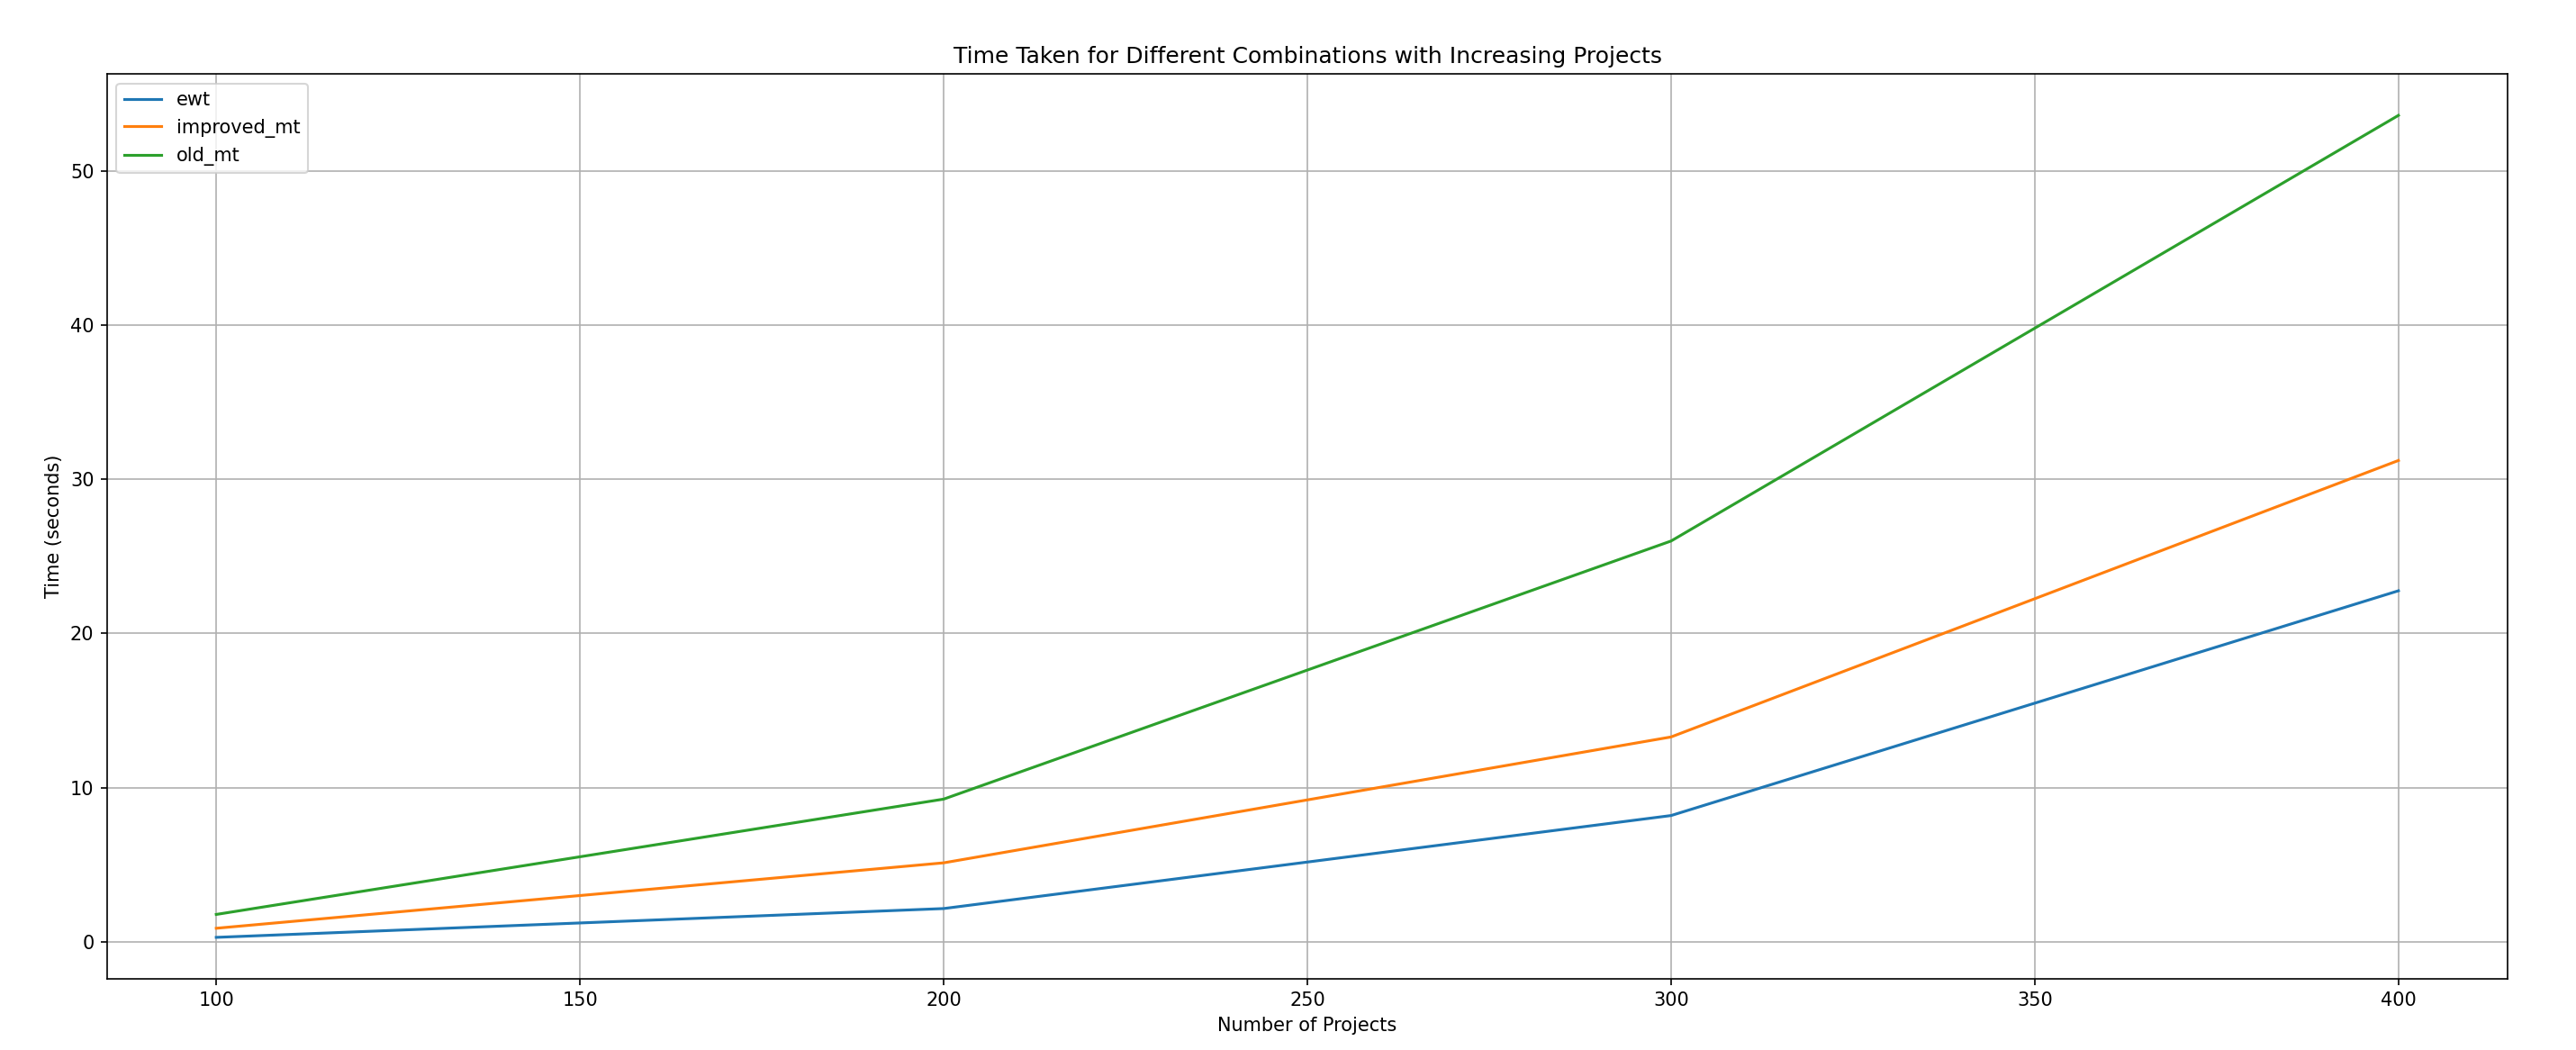 Time Taken for Different Combinations with Increasing Projects
ewt
improved_mt
old_mt
50
40
30
20
10
0
Time (seconds)
100 150 200 250 300 350 400
Number of Projects